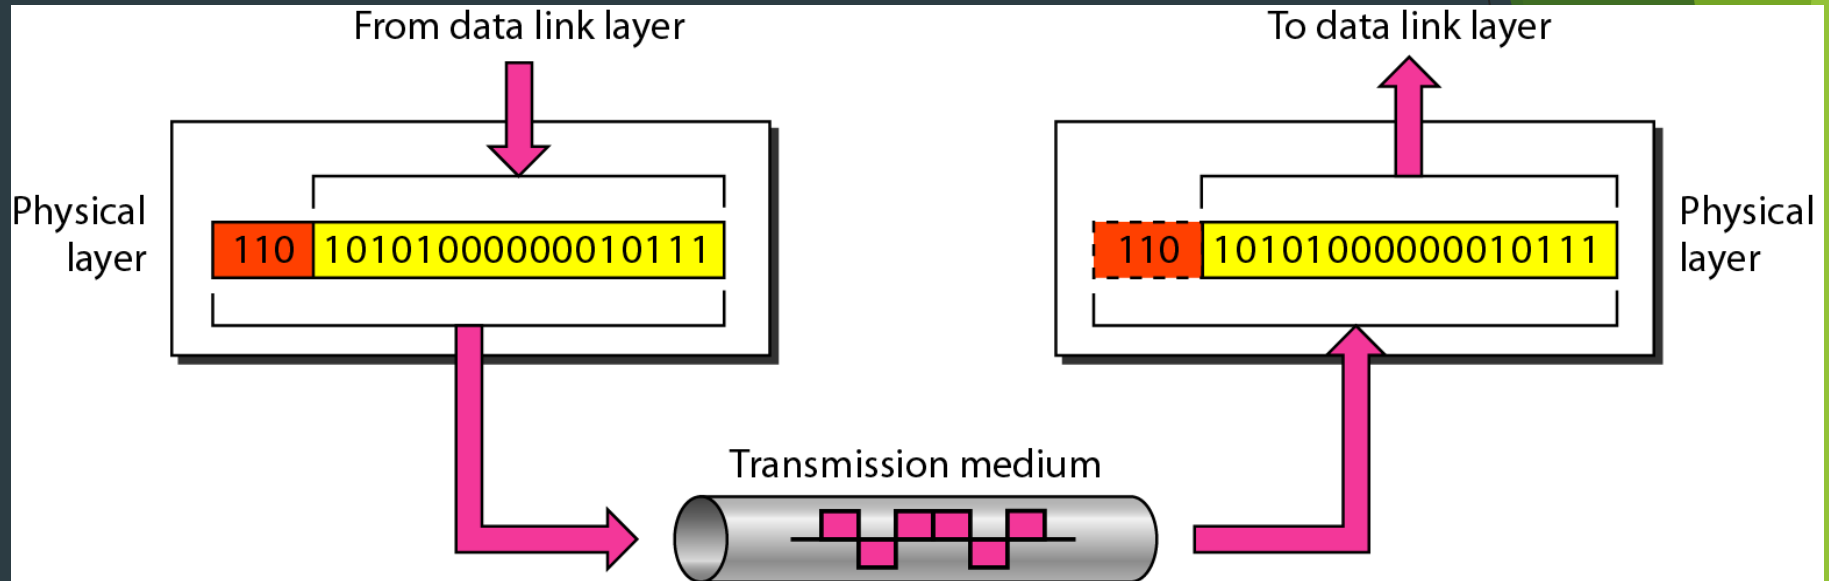 From data link layer
To data link layer
Physical
layer
110 10101000000010111
110 10101000000010111
Physical
layer
Transmission medium